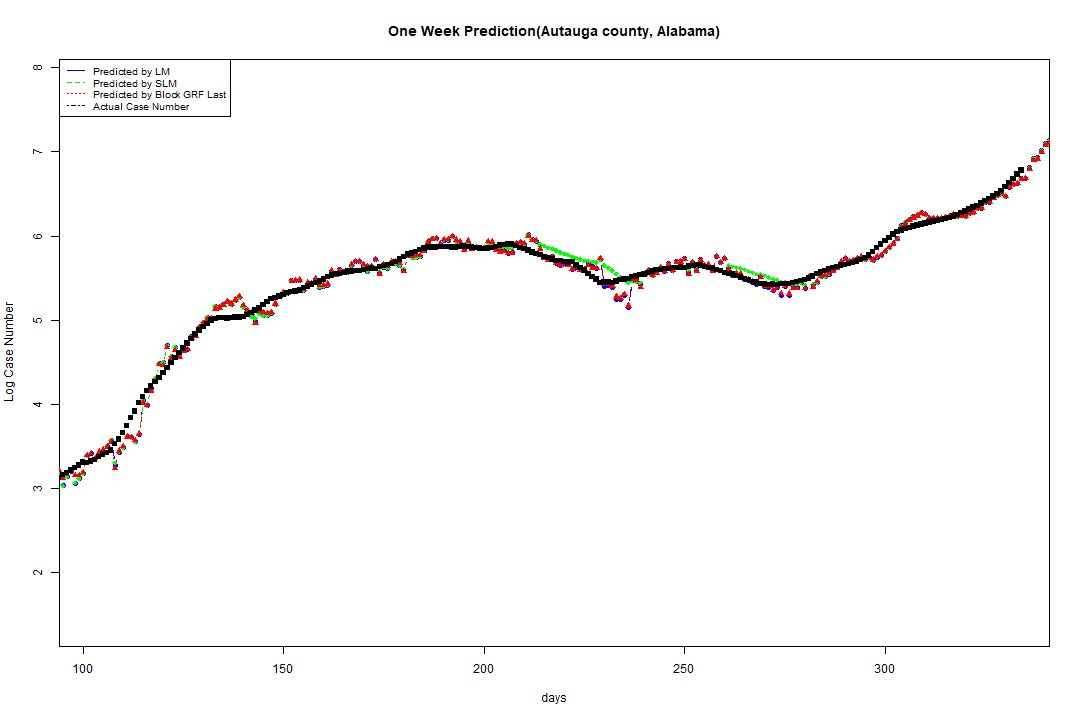 One Week Prediction(Autauga county, Alabama)
Predicted by LM
Predicted by SLM
Predicted by Block GRF Last
Actual Case Number
8
7
6
5
4
3
2
Log Case Number
100 150 200 250 300
days